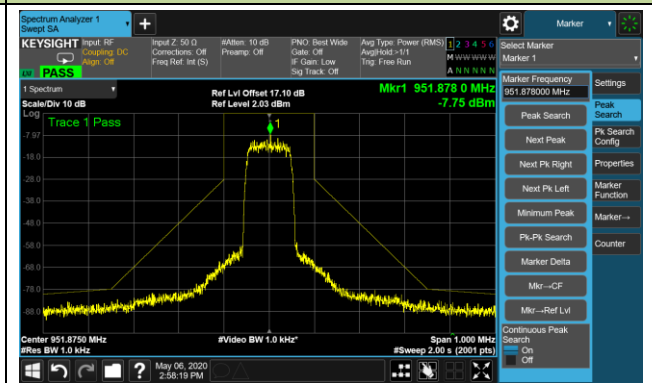 Spectrum Analyzer 1
Swept SA
Marker
KEYSIGHT
Input: RF
Coupling: DC
Align: Off
Input Z: 50 Ω
Corrections: Off
Freq Ref: Int (S)
#Atten: 10 dB
Preamp: Off
PNO: Best Wide
Gate: Off
IF Gain: Low
Sig Track: Off
Avg Type: Power (RMS)
Avg|Hold:>1/1
Trig: Free Run
1 2 3 4 5 6
M W W W W W
A N N N N N
PASS
Select Marker
Marker 1
1 Spectrum
Scale/Div 10 dB
Log
Ref Lvl Offset 17.10 dB
Ref Level 2.03 dBm
Mkr1 951.878 0 MHz
-7.75 dBm
Trace 1 Pass
1
-7.97
-18.0
-28.0
-38.0
-48.0
-58.0
-68.0
-78.0
-88.0
Center 951.8750 MHz
#Res BW 1.0 kHz
#Video BW 1.0 kHz*
Span 1.000 MHz
#Sweep 2.00 s (2001 pts)
Marker Frequency
951.878000 MHz
Peak Search
Next Peak
Next Pk Right
Next Pk Left
Minimum Peak
Pk-Pk Search
Marker Delta
Mkr→CF
Mkr→Ref Lvl
Continuous Peak
Search
On
Off
Settings
Peak
Search
Pk Search
Config
Properties
Marker
Function
Marker→
Counter
May 06, 2020
2:58:19 PM